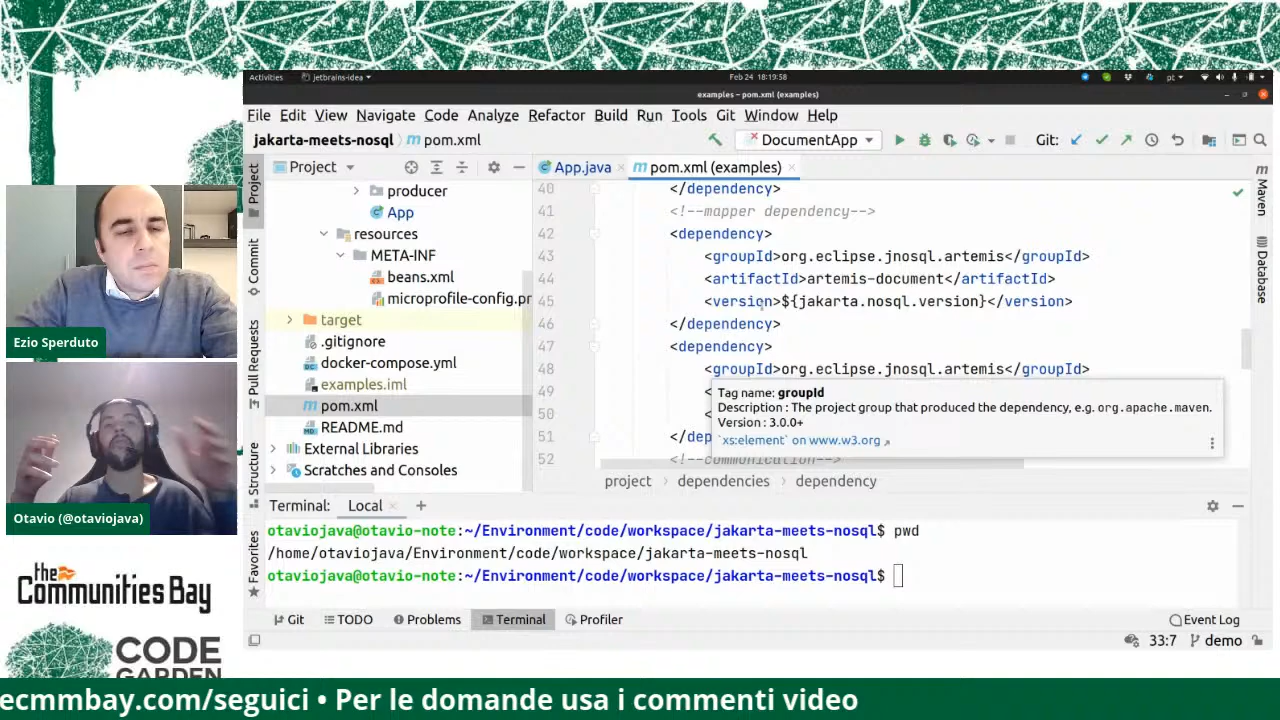 Activities jetbrains-idea Feb 24 18:19:58 pt
examples – pom.xml (examples)
File Edit View Navigate Code Analyze Refactor Build Run Tools Git Window Help
jakarta-meets-nosql pom.xml DocumentApp Git:
Project Project App.java pom.xml (examples) Maven
producer
App
resources
META-INF
beans.xml
microprofile-config.pr
target
.gitignore
docker-compose.yml
examples.iml
pom.xml
README.md
External Libraries
Scratches and Consoles
Commit
Pull Requests
Structure
Favorites
Database
40 </dependency>
41 <!--mapper dependency-->
42 <dependency>
43 <groupId>org.eclipse.jnosql.artemis</groupId>
44 <artifactId>artemis-document</artifactId>
45 <version>${jakarta.nosql.version}</version>
46 </dependency>
47 <dependency>
48 <groupId>org.eclipse.jnosql.artemis</groupId>
49
50
51 </dep
52 <!--communication-->
Tag name: groupId
Description : The project group that produced the dependency, e.g. org.apache.maven.
Version : 3.0.0+
`xs:element` on www.w3.org
project dependencies dependency
Terminal: Local
otaviojava@otavio-note:~/Environment/code/workspace/jakarta-meets-nosql$ pwd
/home/otaviojava/Environment/code/workspace/jakarta-meets-nosql
otaviojava@otavio-note:~/Environment/code/workspace/jakarta-meets-nosql$
Git TODO Problems Terminal Profiler Event Log
33:7 demo
Ezio Sperduto
Otavio (@otaviojava)
the
Communities Bay
CODE
GARDEN
ecmmbay.com/seguici • Per le domande usa i commenti video